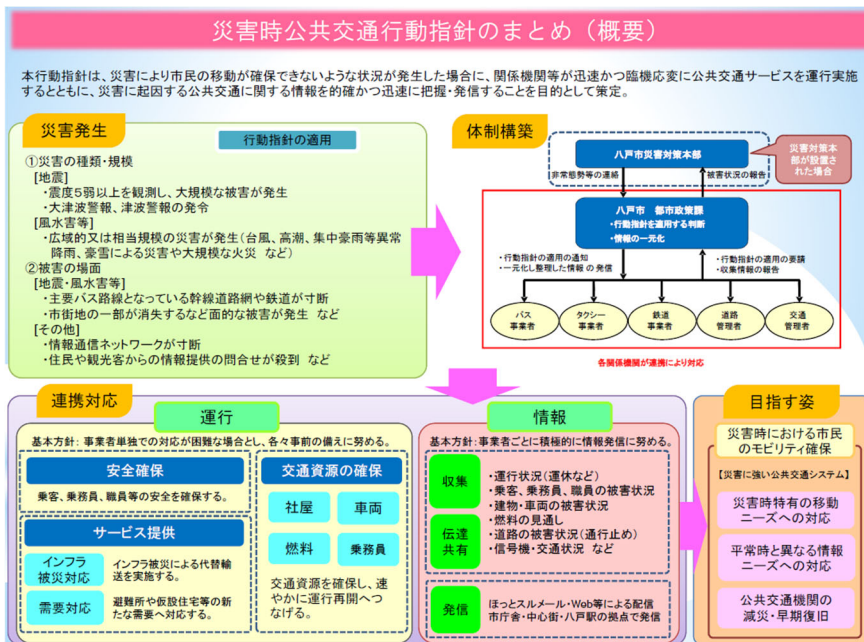 災害時公共交通行動指針のまとめ（概要）
本行動指針は、災害により市民の移動が確保できないような状況が発生した場合に、関係機関等が迅速かつ臨機応変に公共交通サービスを運行実施
するとともに、災害に起因する公共交通に関する情報を的確かつ迅速に把握・発信することを目的として策定。
災害発生
行動指針の適用
①災害の種類・規模
[地震]
・震度５弱以上を観測し、大規模な被害が発生
・大津波警報、津波警報の発令
[風水害等]
・広域的又は相当規模の災害が発生（台風、高潮、集中豪雨等異常
降雨、豪雪による災害や大規模な火災 など）
②被害の場面
[地震・風水害等]
・主要バス路線となっている幹線道路網や鉄道が寸断
・市街地の一部が消失するなど面的な被害が発生 など
[その他]
・情報通信ネットワークが寸断
・住民や観光客からの情報提供の問合せが殺到 など
体制構築
八戸市災害対策本部
災害対策本
部が設置さ
れた場合
非常態勢等の連絡
被害状況の報告
八戸市 都市政策課
・行動指針を適用する判断
・情報の一元化
・行動指針の適用の通知
・一元化し整理した情報の発信
・行動指針の適用の要請
・収集情報の報告
バス
事業者
タクシー
事業者
鉄道
事業者
道路
管理者
交通
管理者
各関係機関が連携により対応
連携対応
運行
基本方針： 事業者単独での対応が困難な場合とし、各々事前の備えに努める。
安全確保
乗客、乗務員、職員等の安全を確保する。
サービス提供
インフラ
被災対応
インフラ被災による代替輸
送を実施する。
需要対応
避難所や仮設住宅等の新
たな需要へ対応する。
交通資源の確保
社屋
車両
燃料
乗務員
交通資源を確保し、速
やかに運行再開へつ
なげる。
情報
基本方針：事業者ごとに積極的に情報発信に努める。
収集
伝達
共有
・運行状況（運休など）
・乗客、乗務員、職員の被害状況
・建物・車両の被害状況
・燃料の見通し
・道路の被害状況（通行止め）
・信号機・交通状況 など
発信
ほっとスルメール・Web等による配信
市庁舎・中心街・八戸駅の拠点で発信
目指す姿
災害時における市民の
モビリティ確保
【災害に強い公共交通システム】
災害時特有の移動
ニーズへの対応
平常時と異なる情報
ニーズへの対応
公共交通機関の
減災・早期復旧